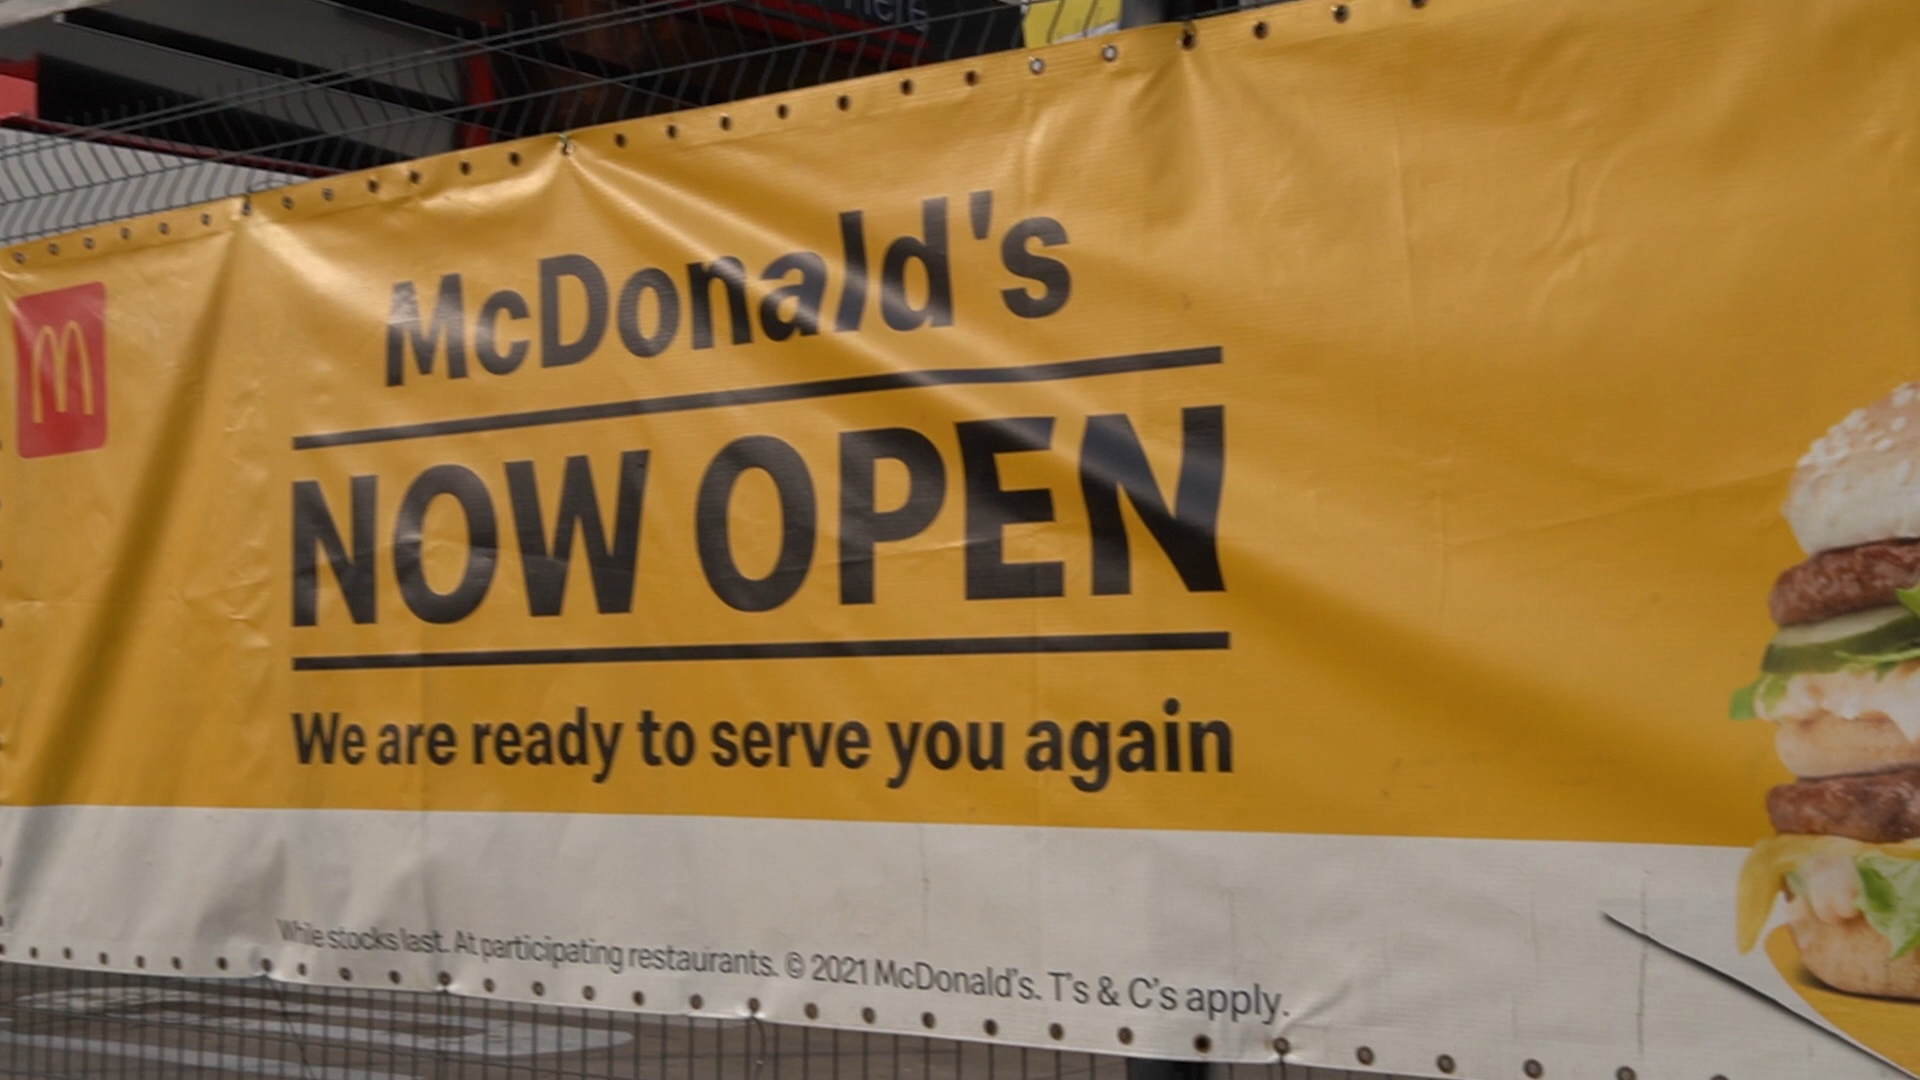 Here
McDonald's
NOW OPEN
We are ready to serve you again
While stocks last. At participating restaurants. © 2021 McDonald's. T's & C's apply.